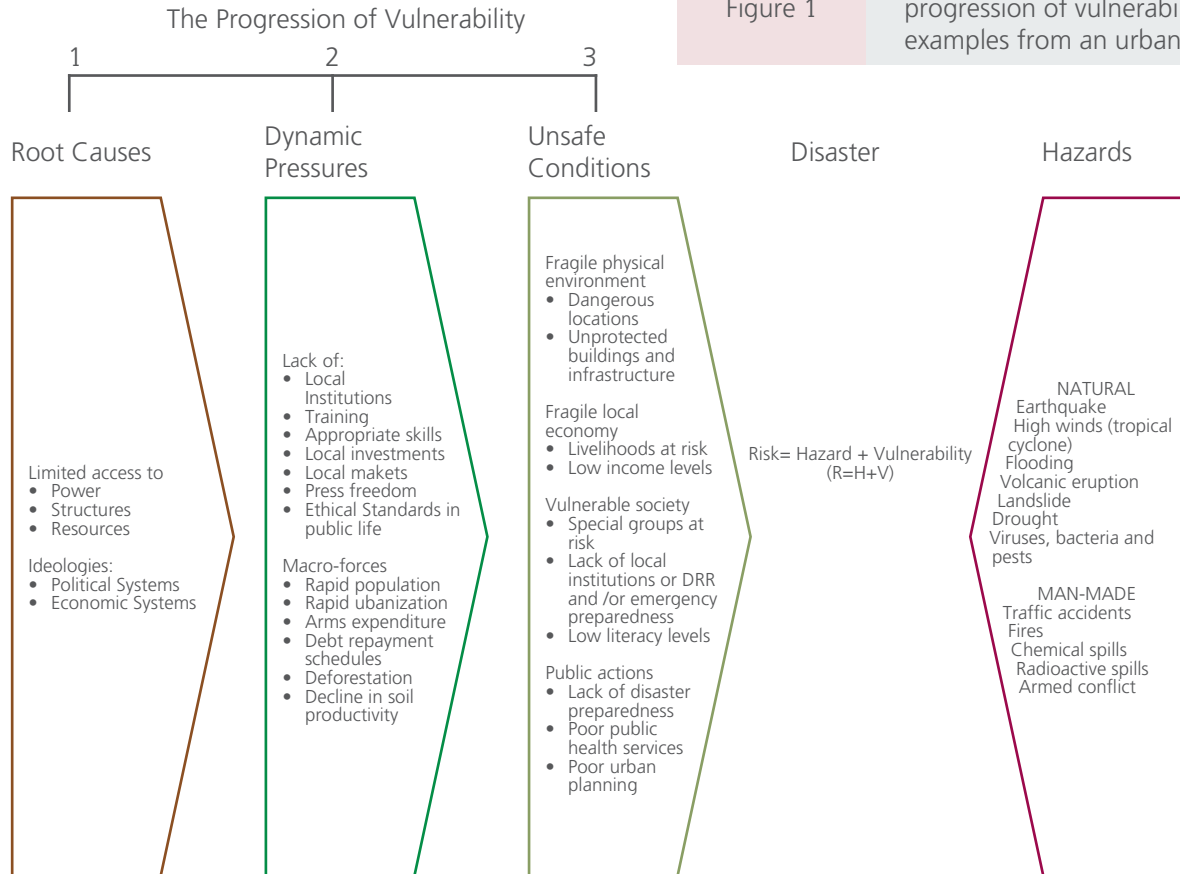 The Progression of Vulnerability
1
2
3
Figure 1
progression of vulnerabi
examples from an urban
Root Causes
Dynamic
Pressures
Unsafe
Conditions
Disaster
Hazards
Limited access to
• Power
• Structures
• Resources
Ideologies:
• Political Systems
• Economic Systems
Lack of:
• Local
Institutions
• Training
• Appropriate skills
• Local investments
• Local makets
• Press freedom
• Ethical Standards in
public life
Macro-forces
• Rapid population
• Rapid ubanization
• Arms expenditure
• Debt repayment
schedules
• Deforestation
• Decline in soil
productivity
Fragile physical
environment
• Dangerous
locations
• Unprotected
buildings and
infrastructure
Fragile local
economy
• Livelihoods at risk
• Low income levels
Vulnerable society
• Special groups at
risk
• Lack of local
institutions or DRR
and /or emergency
preparedness
• Low literacy levels
Public actions
• Lack of disaster
preparedness
• Poor public
health services
• Poor urban
planning
Risk= Hazard + Vulnerability
(R=H+V)
NATURAL
Earthquake
High winds (tropical
cyclone)
Flooding
Volcanic eruption
Landslide
Drought
Viruses, bacteria and
pests
MAN-MADE
Traffic accidents
Fires
Chemical spills
Radioactive spills
Armed conflict